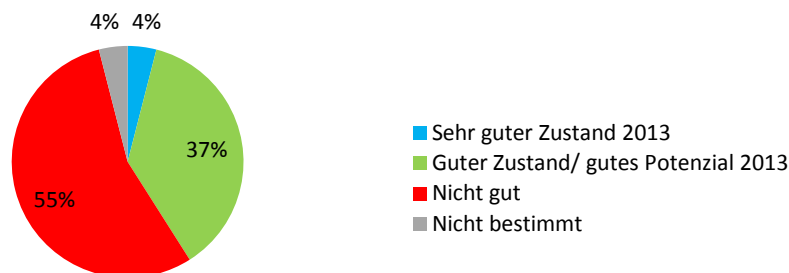 4% 4%
37%
55%
Sehr guter Zustand 2013
Guter Zustand/ gutes Potenzial 2013
Nicht gut
Nicht bestimmt